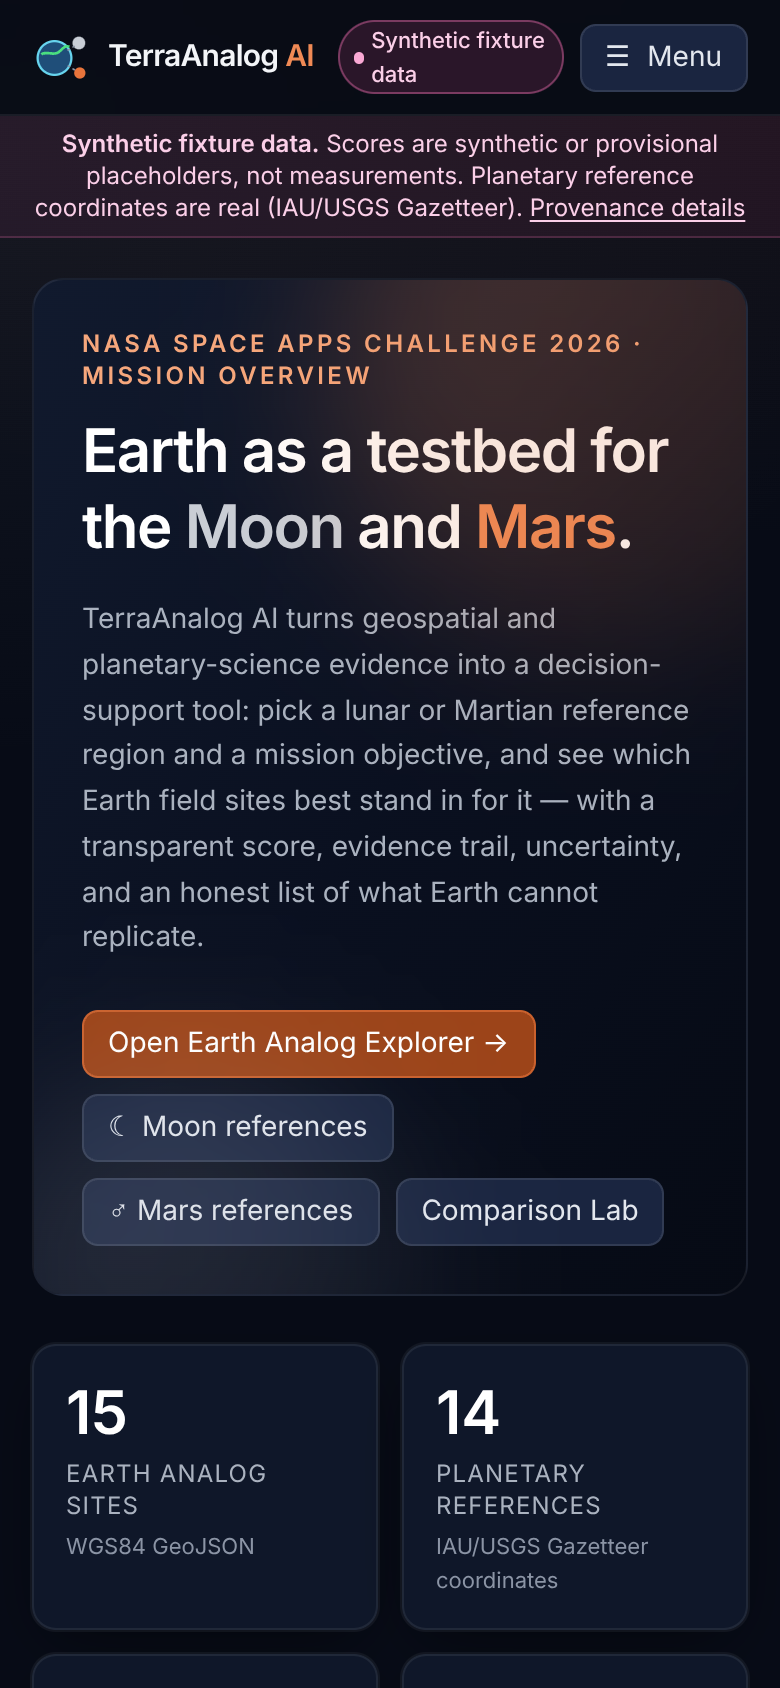 TerraAnalog AI
Synthetic fixture
data
☰ Menu
Synthetic fixture data. Scores are synthetic or provisional
placeholders, not measurements. Planetary reference
coordinates are real (IAU/USGS Gazetteer). Provenance details
NASA SPACE APPS CHALLENGE 2026 ·
MISSION OVERVIEW
Earth as a testbed for
the Moon and Mars.
TerraAnalog AI turns geospatial and
planetary-science evidence into a decision-
support tool: pick a lunar or Martian reference
region and a mission objective, and see which
Earth field sites best stand in for it — with a
transparent score, evidence trail, uncertainty,
and an honest list of what Earth cannot
replicate.
Open Earth Analog Explorer →
☾ Moon references
♂ Mars references
Comparison Lab
15
EARTH ANALOG
SITES
WGS84 GeoJSON
14
PLANETARY
REFERENCES
IAU/USGS Gazetteer
coordinates